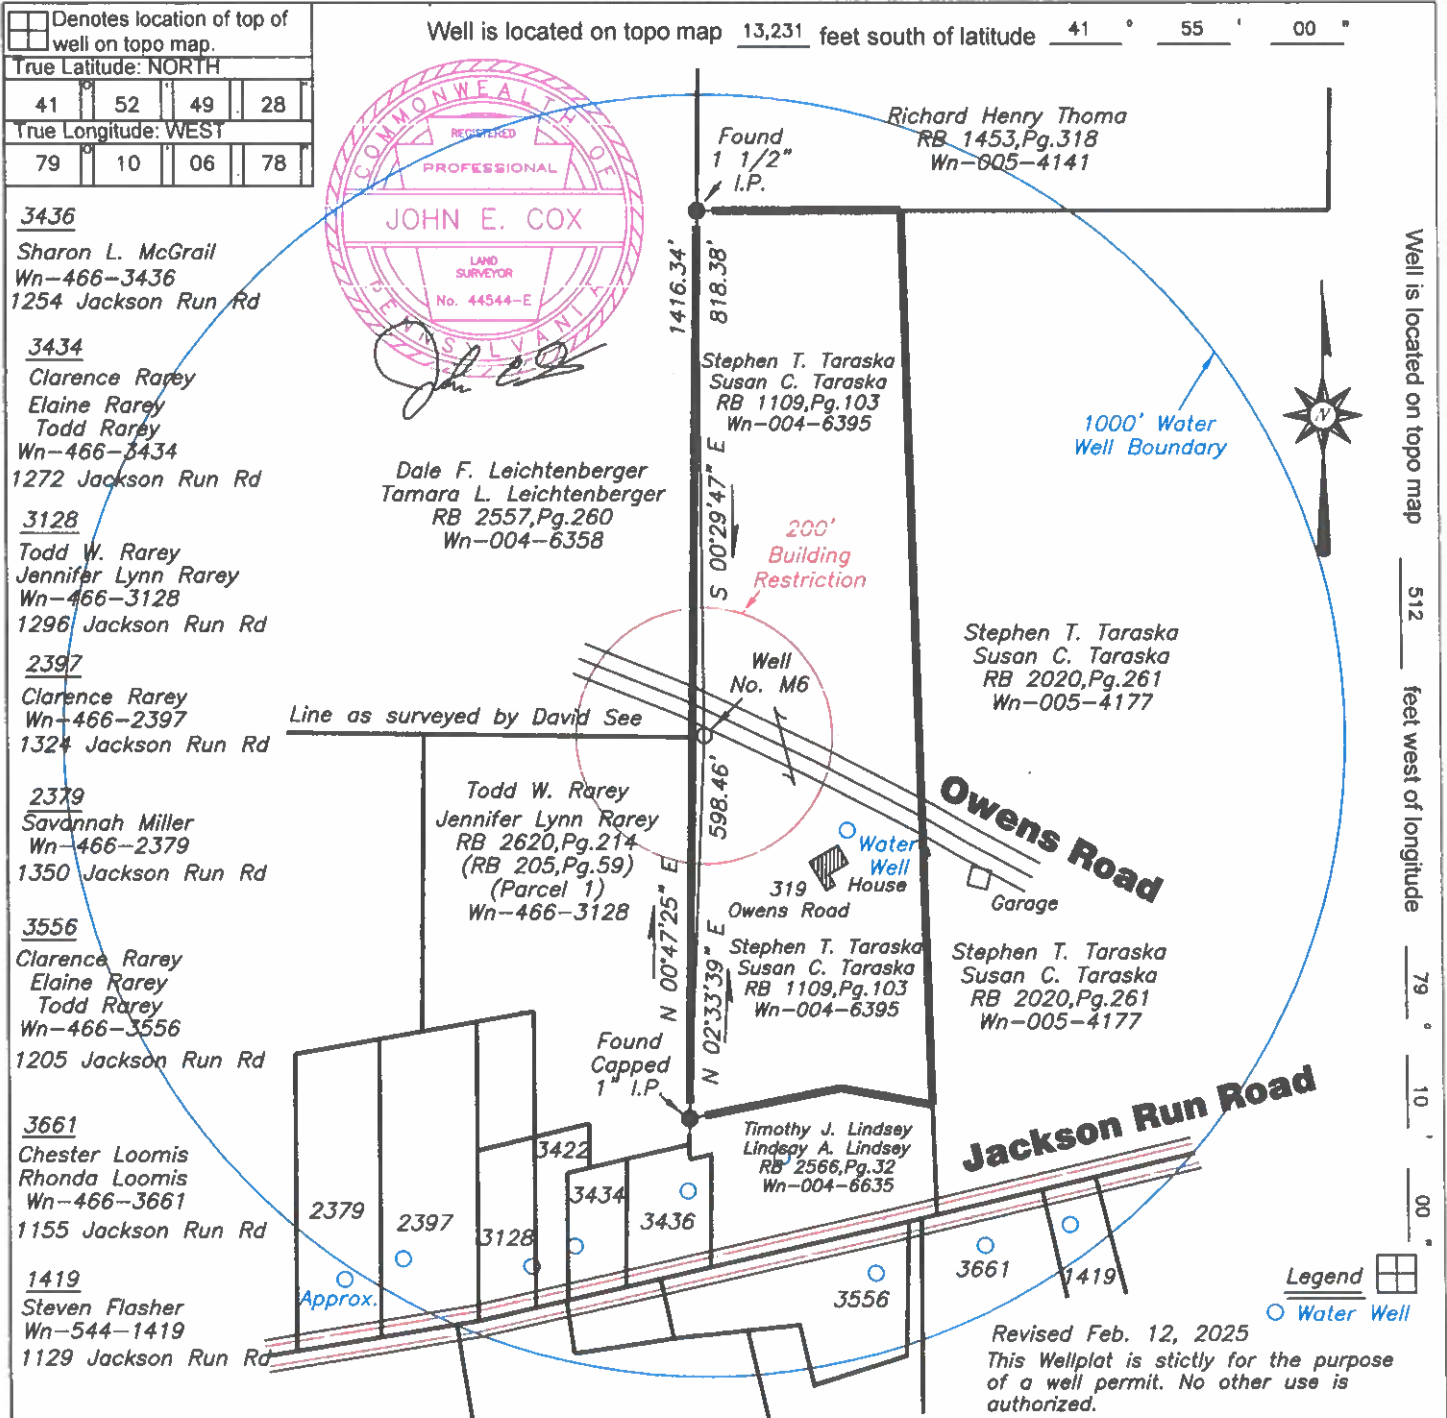 Denotes location of top of
well on topo map.
True Latitude: NORTH
41 ° 52 ' 49 . 28 "
True Longitude: WEST
79 ° 10 ' 06 . 78 "
Well is located on topo map 13,231 feet south of latitude 41 ° 55 ' 00 "
COMMONWEALTH OF
REGISTERED
PROFESSIONAL
JOHN E. COX
LAND
SURVEYOR
No. 44544-E
PENNSYLVANIA
Richard Henry Thoma
RB 1453,Pg.318
Wn-005-4141
Found
1 1/2"
I.P.
3436
Sharon L. McGrail
Wn-466-3436
1254 Jackson Run Rd
3434
Clarence Rarey
Elaine Rarey
Todd Rarey
Wn-466-3434
1272 Jackson Run Rd
3128
Todd W. Rarey
Jennifer Lynn Rarey
Wn-466-3128
1296 Jackson Run Rd
2397
Clarence Rarey
Wn-466-2397
1324 Jackson Run Rd
2379
Savannah Miller
Wn-466-2379
1350 Jackson Run Rd
3556
Clarence Rarey
Elaine Rarey
Todd Rarey
Wn-466-3556
1205 Jackson Run Rd
3661
Chester Loomis
Rhonda Loomis
Wn-466-3661
1155 Jackson Run Rd
1419
Steven Flasher
Wn-544-1419
1129 Jackson Run Rd
1416.34'
818.38'
Stephen T. Taraska
Susan C. Taraska
RB 1109,Pg.103
Wn-004-6395
S 00°29'47" E
Dale F. Leichtenberger
Tamara L. Leichtenberger
RB 2557,Pg.260
Wn-004-6358
1000' Water
Well Boundary
N
200'
Building
Restriction
Well
No. M6
Stephen T. Taraska
Susan C. Taraska
RB 2020,Pg.261
Wn-005-4177
Line as surveyed by David See
598.46'
Owens Road
Todd W. Rarey
Jennifer Lynn Rarey
RB 2620,Pg.214
(RB 205,Pg.59)
(Parcel 1)
Wn-466-3128
Water
Well
House
319
Owens Road
Garage
N 00°47'25" E
N 02°33'39" E
Stephen T. Taraska
Susan C. Taraska
RB 1109,Pg.103
Wn-004-6395
Stephen T. Taraska
Susan C. Taraska
RB 2020,Pg.261
Wn-005-4177
Found
Capped
1" I.P.
Timothy J. Lindsey
Lindsay A. Lindsey
RB 2566,Pg.32
Wn-004-6635
Jackson Run Road
2379
2397
3128
3422
3434
3436
3556
3661
1419
Approx.
Well is located on topo map 512 feet west of longitude 79 ° 10 ' 00 "
Legend
Water Well
Revised Feb. 12, 2025
This Wellplat is stictly for the purpose
of a well permit. No other use is
authorized.